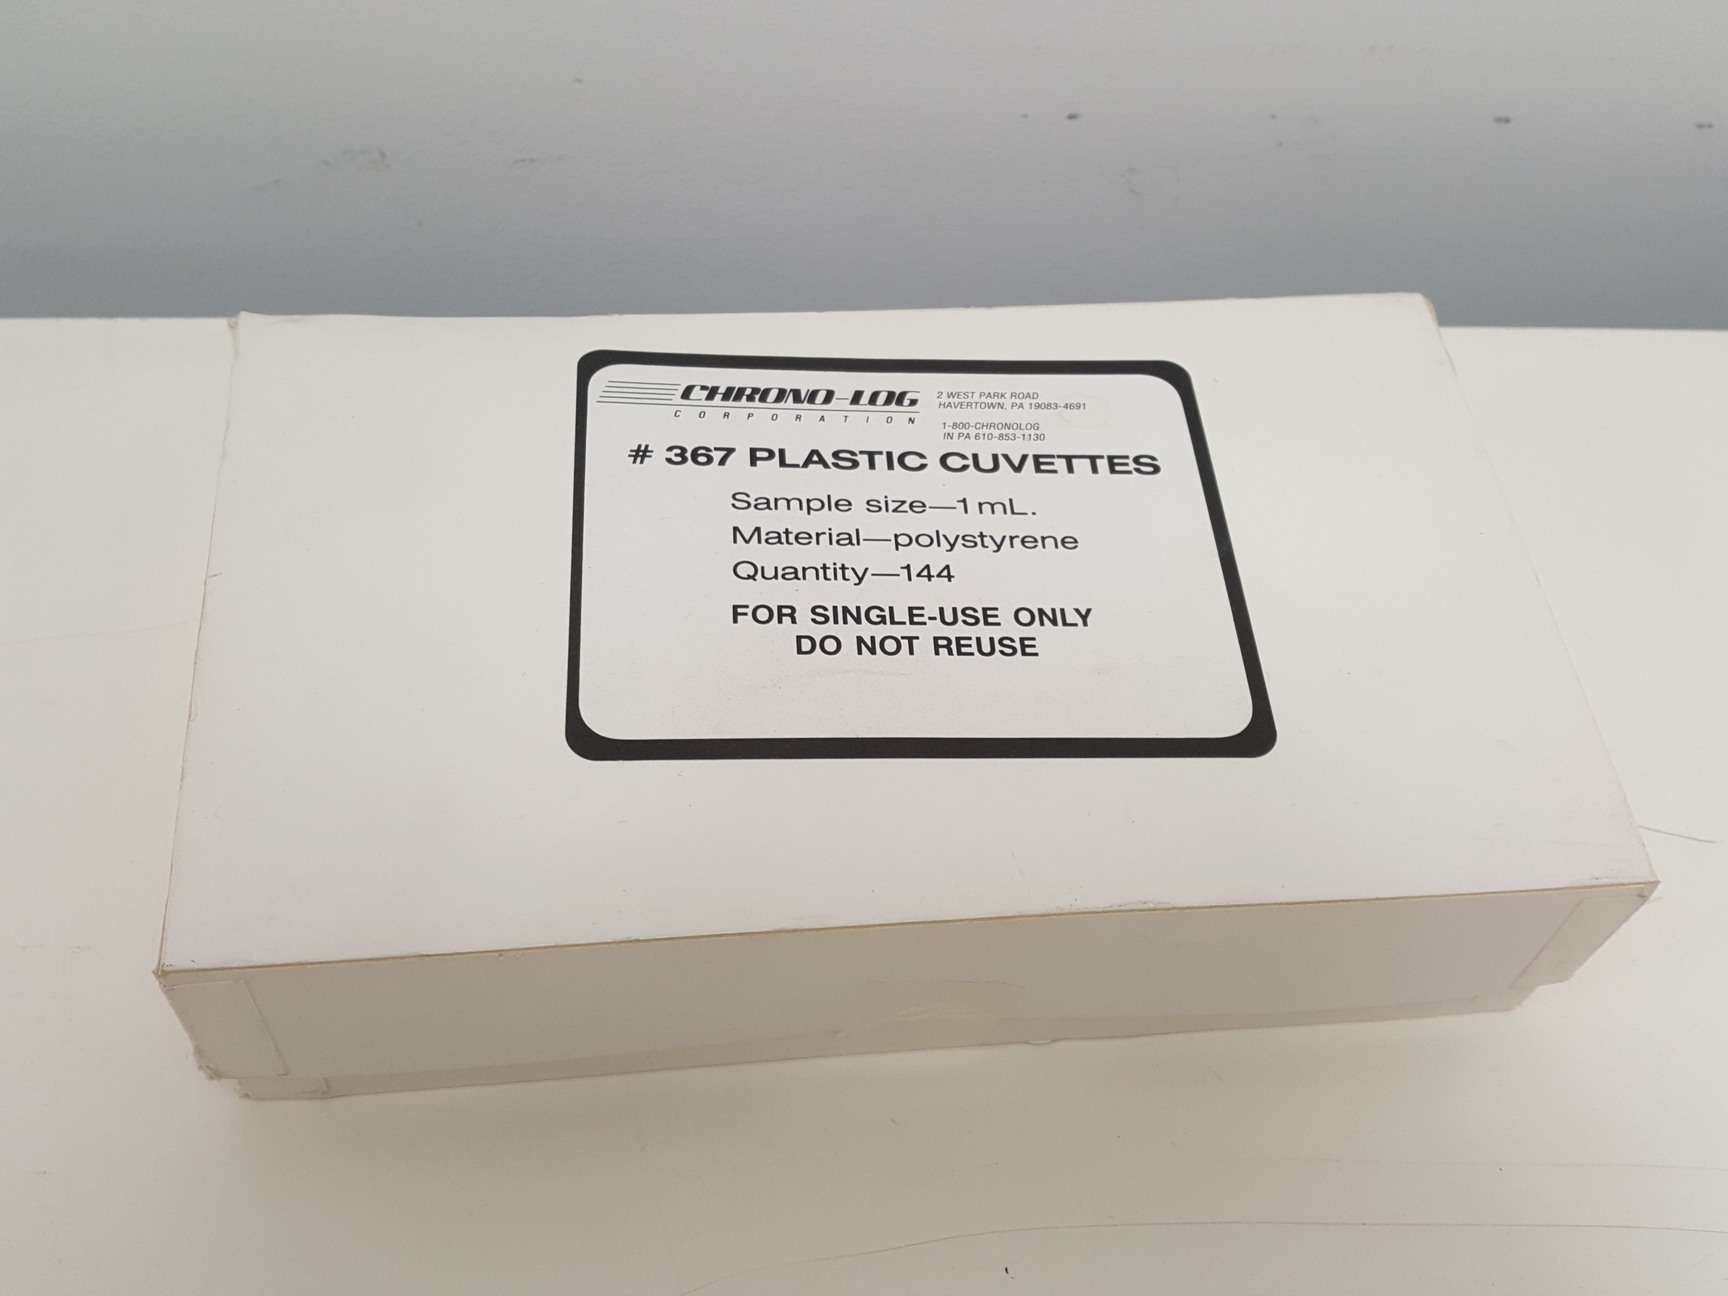 CHRONO-LOG
CORPORATION
2 WEST PARK ROAD
HAVERTOWN, PA 19083-4691
1-800-CHRONOLOG
IN PA 610-853-1130
# 367 PLASTIC CUVETTES
Sample size—1 mL.
Material—polystyrene
Quantity—144
FOR SINGLE-USE ONLY
DO NOT REUSE